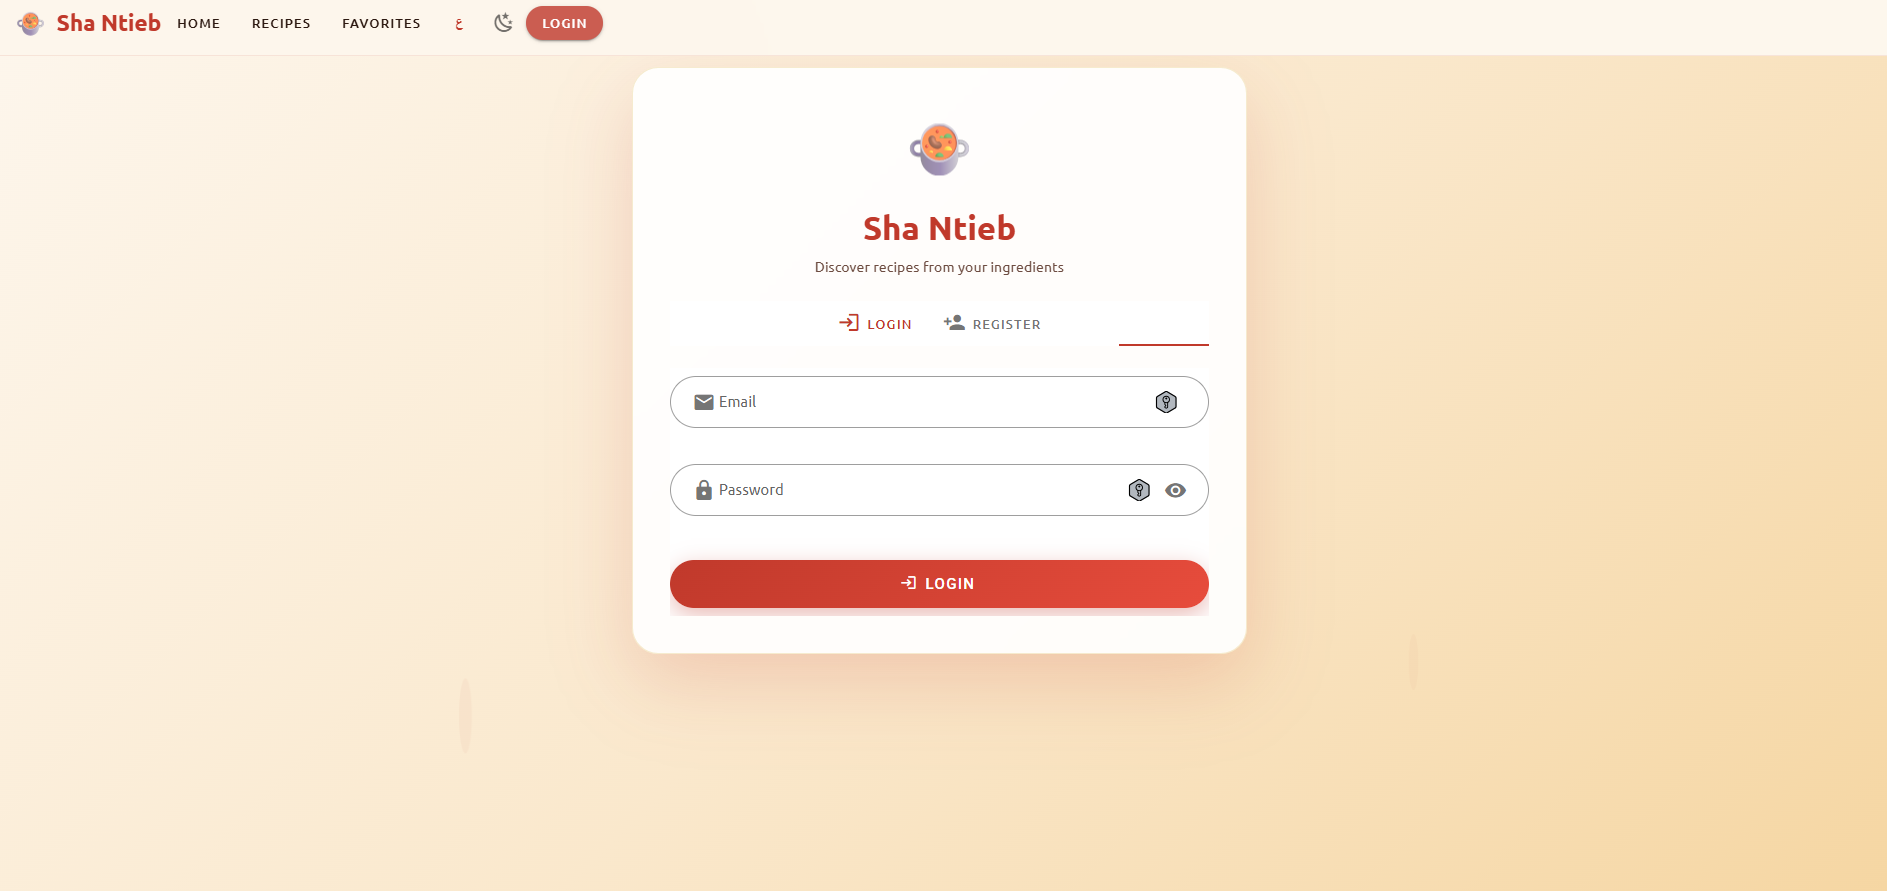 Sha Ntieb HOME RECIPES FAVORITES ع LOGIN
Sha Ntieb
Discover recipes from your ingredients
LOGIN REGISTER
Email
Password
LOGIN